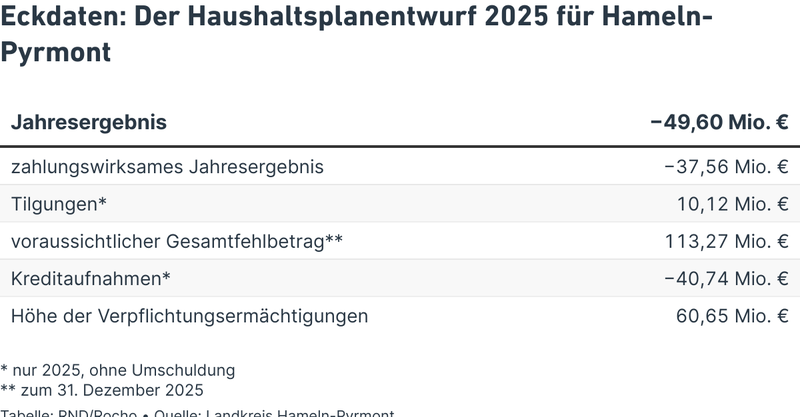 Eckdaten: Der Haushaltsplanentwurf 2025 für Hameln-
Pyrmont
Jahresergebnis −49,60 Mio. €
zahlungswirksames Jahresergebnis −37,56 Mio. €
Tilgungen* 10,12 Mio. €
voraussichtlicher Gesamtfehlbetrag** 113,27 Mio. €
Kreditaufnahmen* −40,74 Mio. €
Höhe der Verpflichtungsermächtigungen 60,65 Mio. €
* nur 2025, ohne Umschuldung
** zum 31. Dezember 2025
Tabelle: RND/Rocho • Quelle: Landkreis Hameln-Pyrmont